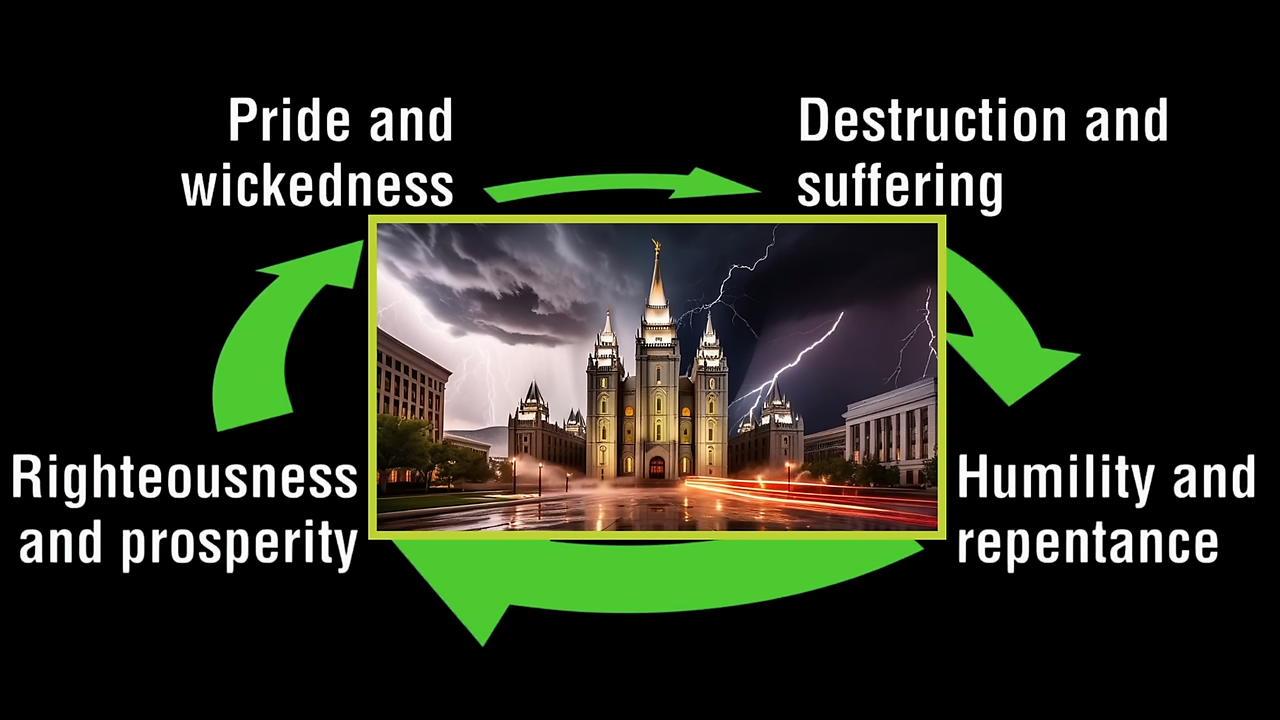 Pride and
wickedness
Destruction and
suffering
Righteousness
and prosperity
Humility and
repentance